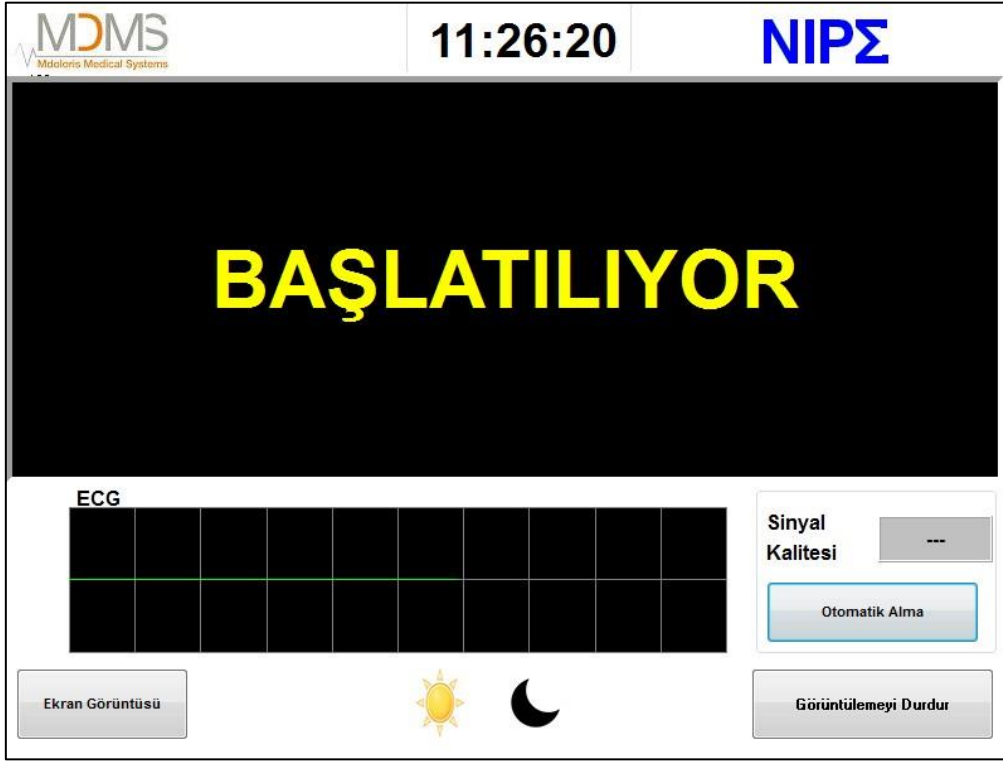 MDMS
Mdoloris Medical Systems
11:26:20
NIPΣ
BAŞLATILIYOR
ECG
Sinyal
Kalitesi
---
Otomatik Alma
Ekran Görüntüsü
Görüntülemeyi Durdur